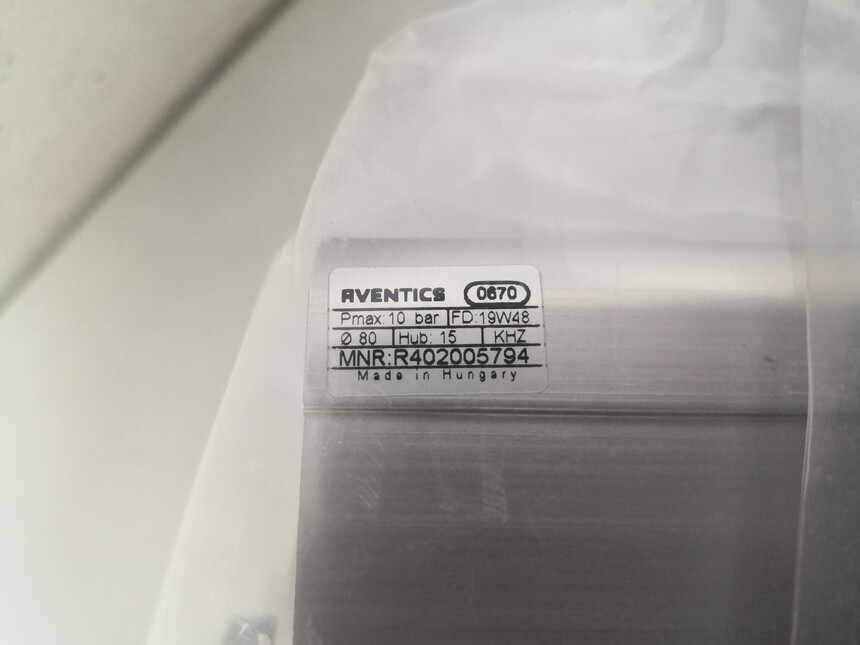 AVENTICS 0670
Pmax: 10 bar FD: 19W48
Ø 80 Hub: 15 KHZ
MNR: R402005794
Made in Hungary